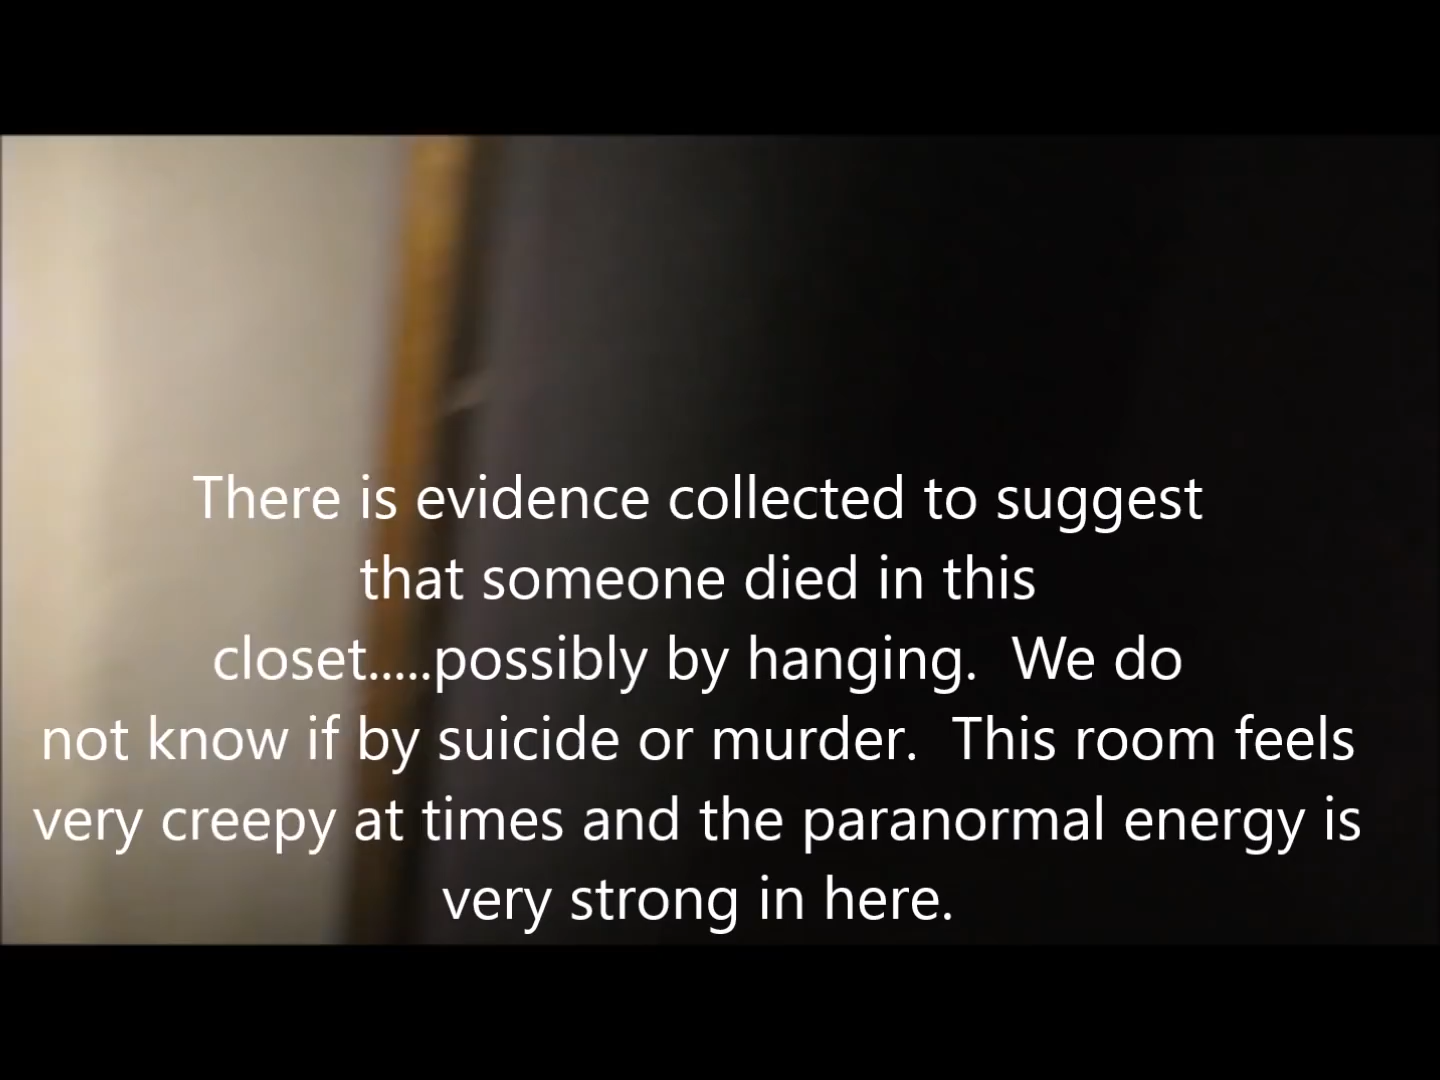 There is evidence collected to suggest
that someone died in this
closet.....possibly by hanging.  We do
not know if by suicide or murder.  This room feels
very creepy at times and the paranormal energy is
very strong in here.